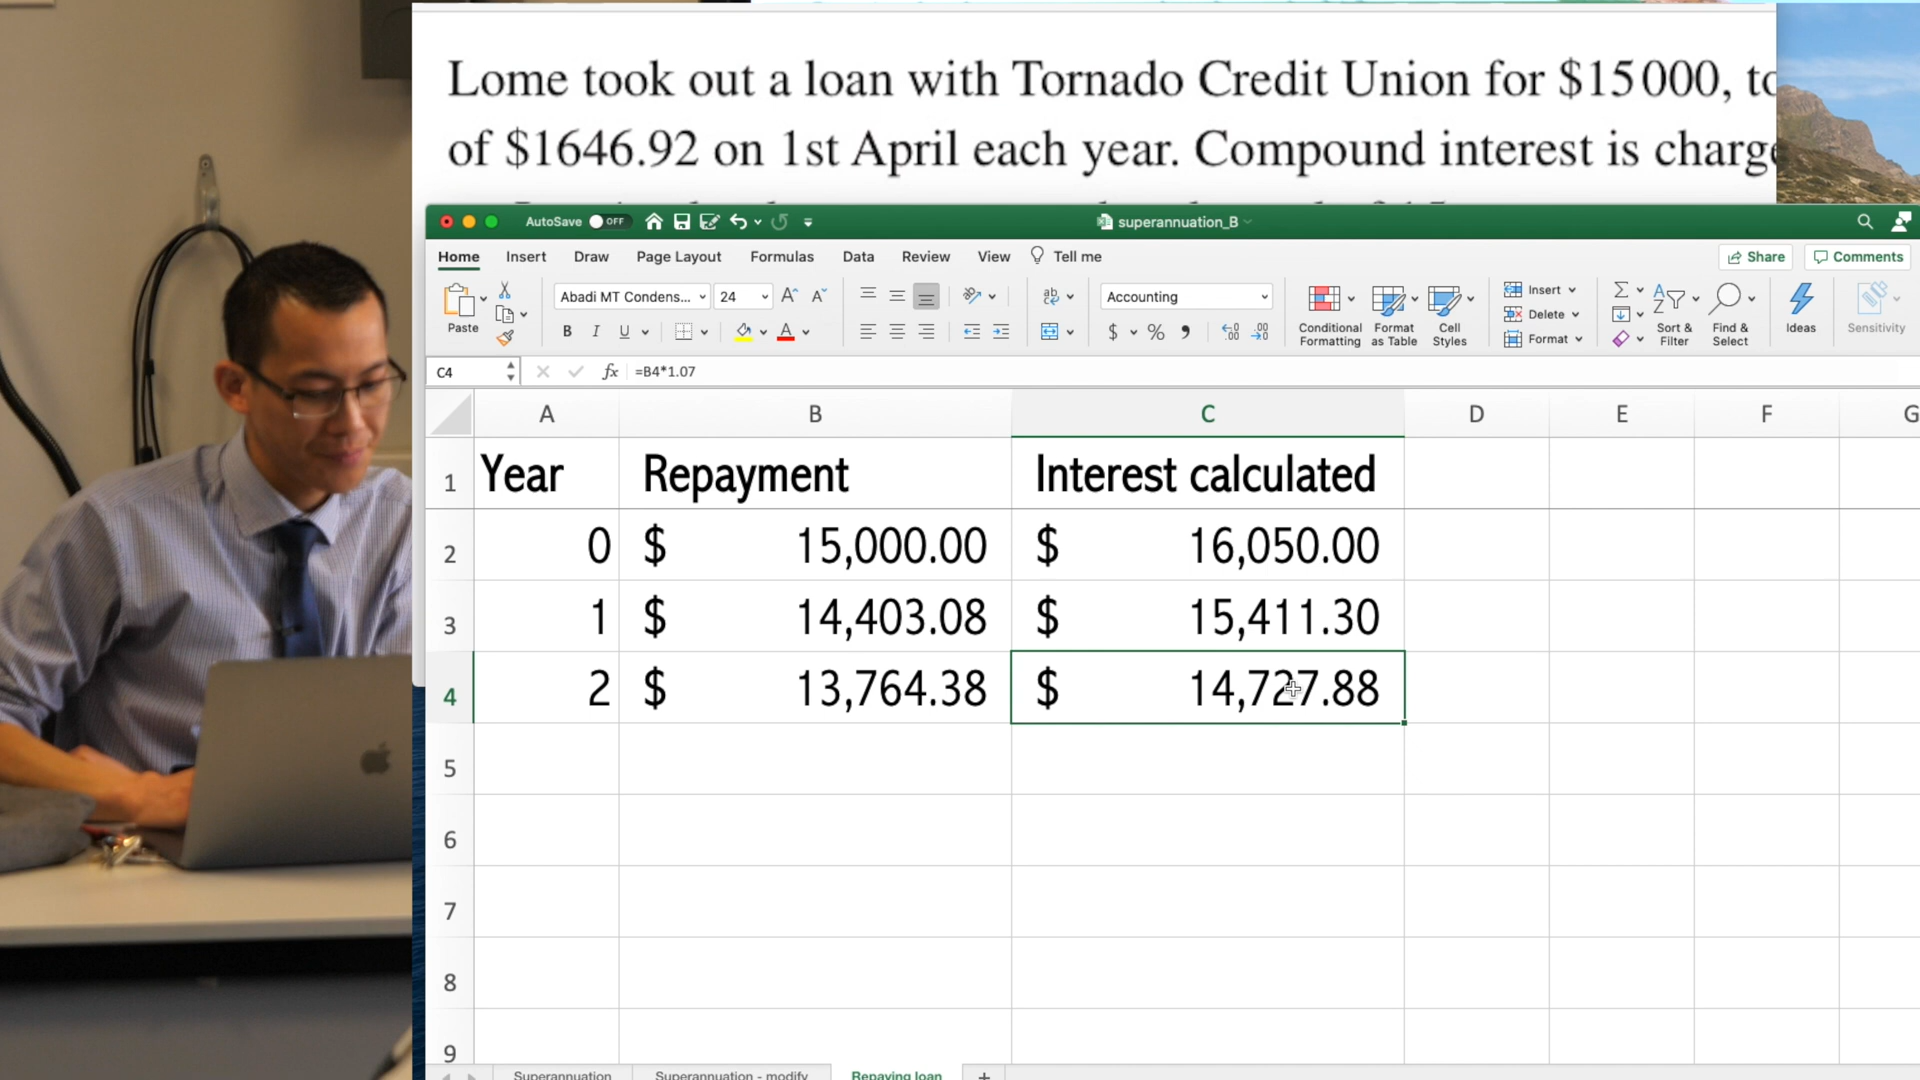 Lome took out a loan with Tornado Credit Union for $15 000,
of $1646.92 on 1st April each year. Compound interest is
AutoSave OFF superannuation_B
Home Insert Draw Page Layout Formulas Data Review View Tell me Share Comments
Paste Abadi MT Condens... 24 A A ab Accounting Conditional Formatting Format as Table Cell Styles Insert Delete Format Sort & Filter Find & Select Ideas Sensitivity
B I U A $ % ,
C4 fx =B4*1.07
A B C D E F G
1 Year Repayment Interest calculated
2 0 $ 15,000.00 $ 16,050.00
3 1 $ 14,403.08 $ 15,411.30
4 2 $ 13,764.38 $ 14,727.88
5
6
7
8
9
Superannuation Superannuation - modify Repaying loan +